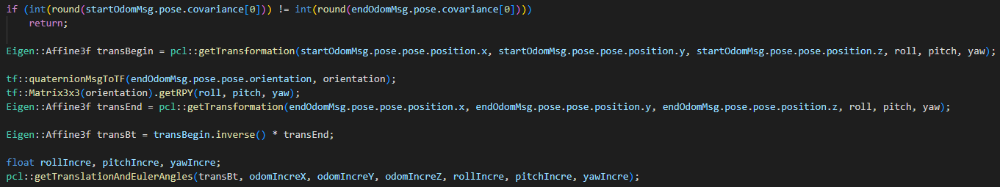 if (int(round(startOdomMsg.pose.covariance[0])) != int(round(endOdomMsg.pose.covariance[0])))
    return;
Eigen::Affine3f transBegin = pcl::getTransformation(startOdomMsg.pose.pose.position.x, startOdomMsg.pose.pose.position.y, startOdomMsg.pose.pose.position.z, roll, pitch, yaw);
tf::quaternionMsgToTF(endOdomMsg.pose.pose.orientation, orientation);
tf::Matrix3x3(orientation).getRPY(roll, pitch, yaw);
Eigen::Affine3f transEnd = pcl::getTransformation(endOdomMsg.pose.pose.position.x, endOdomMsg.pose.pose.position.y, endOdomMsg.pose.pose.position.z, roll, pitch, yaw);
Eigen::Affine3f transBt = transBegin.inverse() * transEnd;
float rollIncre, pitchIncre, yawIncre;
pcl::getTranslationAndEulerAngles(transBt, odomIncreX, odomIncreY, odomIncreZ, rollIncre, pitchIncre, yawIncre);